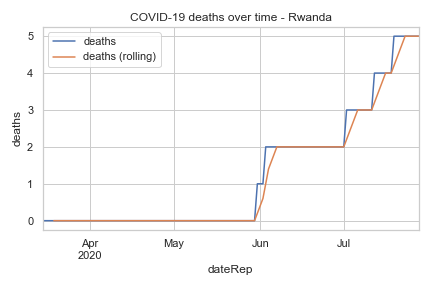 COVID-19 deaths over time - Rwanda
deaths
deaths (rolling)
deaths
5
4
3
2
1
0
Apr
2020
May
Jun
Jul
dateRep